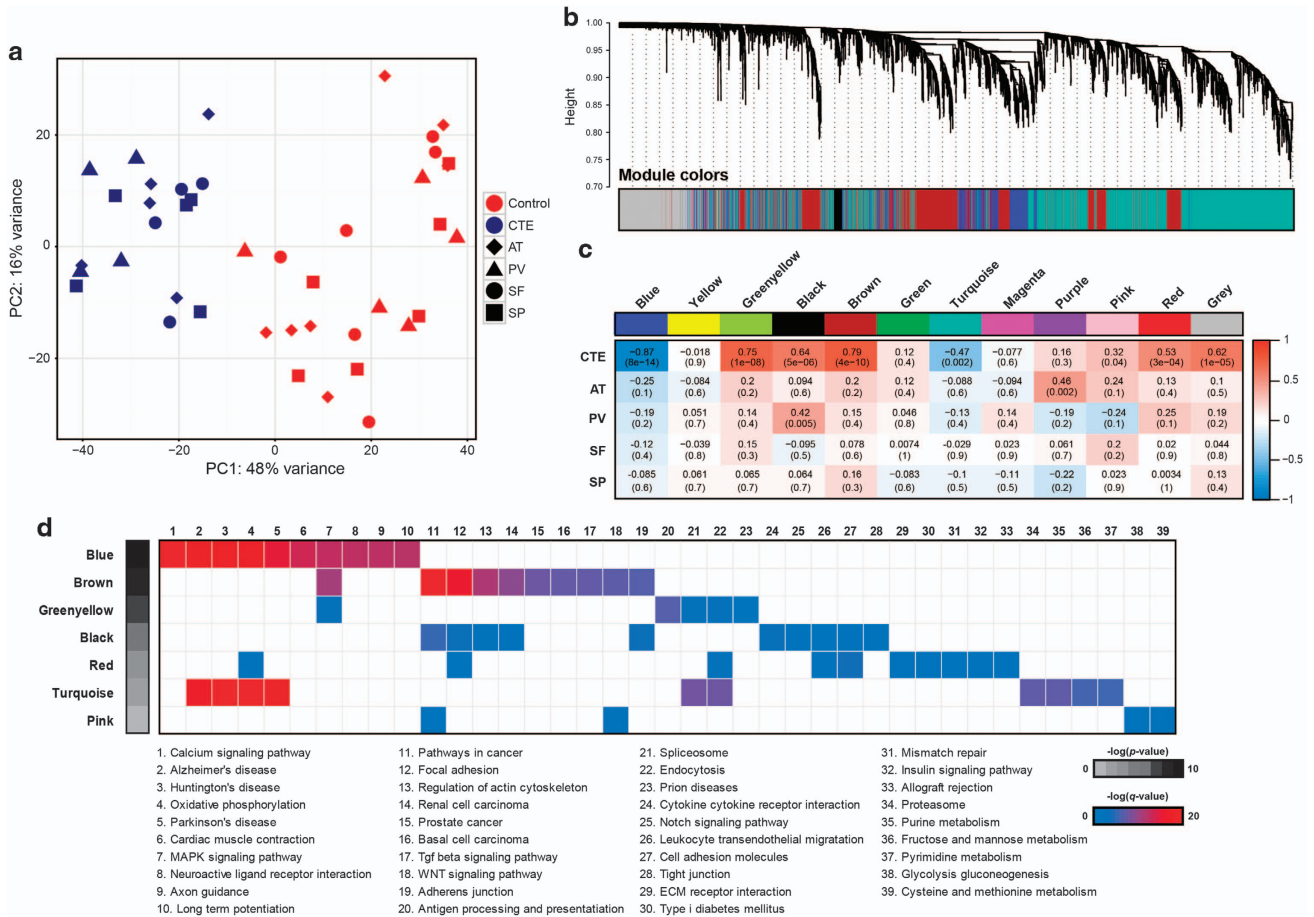 a
PC2: 16% variance
20
0
−20
−40
−20
0
20
40
PC1: 48% variance
Control
CTE
AT
PV
SF
SP
b
Height
1.00
0.95
0.90
0.85
0.80
0.75
0.70
Module colors
c
Blue Yellow Greenyellow Black Brown Green Turquoise Magenta Purple Pink Red Grey
CTE −0.87 −0.018 0.75 0.64 0.79 0.12 −0.47 −0.077 0.16 0.32 0.53 0.62
(8e−14) (0.9) (1e−08) (5e−06) (4e−10) (0.4) (0.002) (0.6) (0.3) (0.04) (3e−04) (1e−05)
AT −0.25 −0.084 0.2 0.094 0.2 0.12 −0.088 −0.094 0.46 0.24 0.13 0.1
(0.1) (0.6) (0.2) (0.6) (0.2) (0.4) (0.6) (0.6) (0.002) (0.1) (0.4) (0.5)
PV −0.19 0.051 0.14 0.42 0.15 0.046 −0.13 0.14 −0.19 −0.24 0.25 0.19
(0.2) (0.7) (0.4) (0.005) (0.4) (0.8) (0.4) (0.4) (0.2) (0.1) (0.1) (0.2)
SF −0.12 −0.039 0.15 −0.095 0.078 0.0074 −0.029 0.023 0.061 0.2 0.02 0.044
(0.4) (0.8) (0.3) (0.5) (0.6) (1) (0.9) (0.9) (0.7) (0.2) (0.9) (0.8)
SP −0.085 0.061 0.065 0.064 0.16 −0.083 −0.1 −0.11 −0.22 0.023 0.0034 0.13
(0.6) (0.7) (0.7) (0.7) (0.3) (0.6) (0.5) (0.5) (0.2) (0.9) (1) (0.4)
1
0.5
0
−0.5
−1
d
1 2 3 4 5 6 7 8 9 10 11 12 13 14 15 16 17 18 19 20 21 22 23 24 25 26 27 28 29 30 31 32 33 34 35 36 37 38 39
Blue
Brown
Greenyellow
Black
Red
Turquoise
Pink
1. Calcium signaling pathway
2. Alzheimer's disease
3. Huntington's disease
4. Oxidative phosphorylation
5. Parkinson's disease
6. Cardiac muscle contraction
7. MAPK signaling pathway
8. Neuroactive ligand receptor interaction
9. Axon guidance
10. Long term potentiation
11. Pathways in cancer
12. Focal adhesion
13. Regulation of actin cytoskeleton
14. Renal cell carcinoma
15. Prostate cancer
16. Basal cell carcinoma
17. Tgf beta signaling pathway
18. WNT signaling pathway
19. Adherens junction
20. Antigen processing and presentatiation
21. Spliceosome
22. Endocytosis
23. Prion diseases
24. Cytokine cytokine receptor interaction
25. Notch signaling pathway
26. Leukocyte transendothelial migratation
27. Cell adhesion molecules
28. Tight junction
29. ECM receptor interaction
30. Type i diabetes mellitus
31. Mismatch repair
32. Insulin signaling pathway
33. Allograft rejection
34. Proteasome
35. Purine metabolism
36. Fructose and mannose metabolism
37. Pyrimidine metabolism
38. Glycolysis gluconeogenesis
39. Cysteine and methionine metabolism
-log(p-value)
0 10
-log(q-value)
0 20